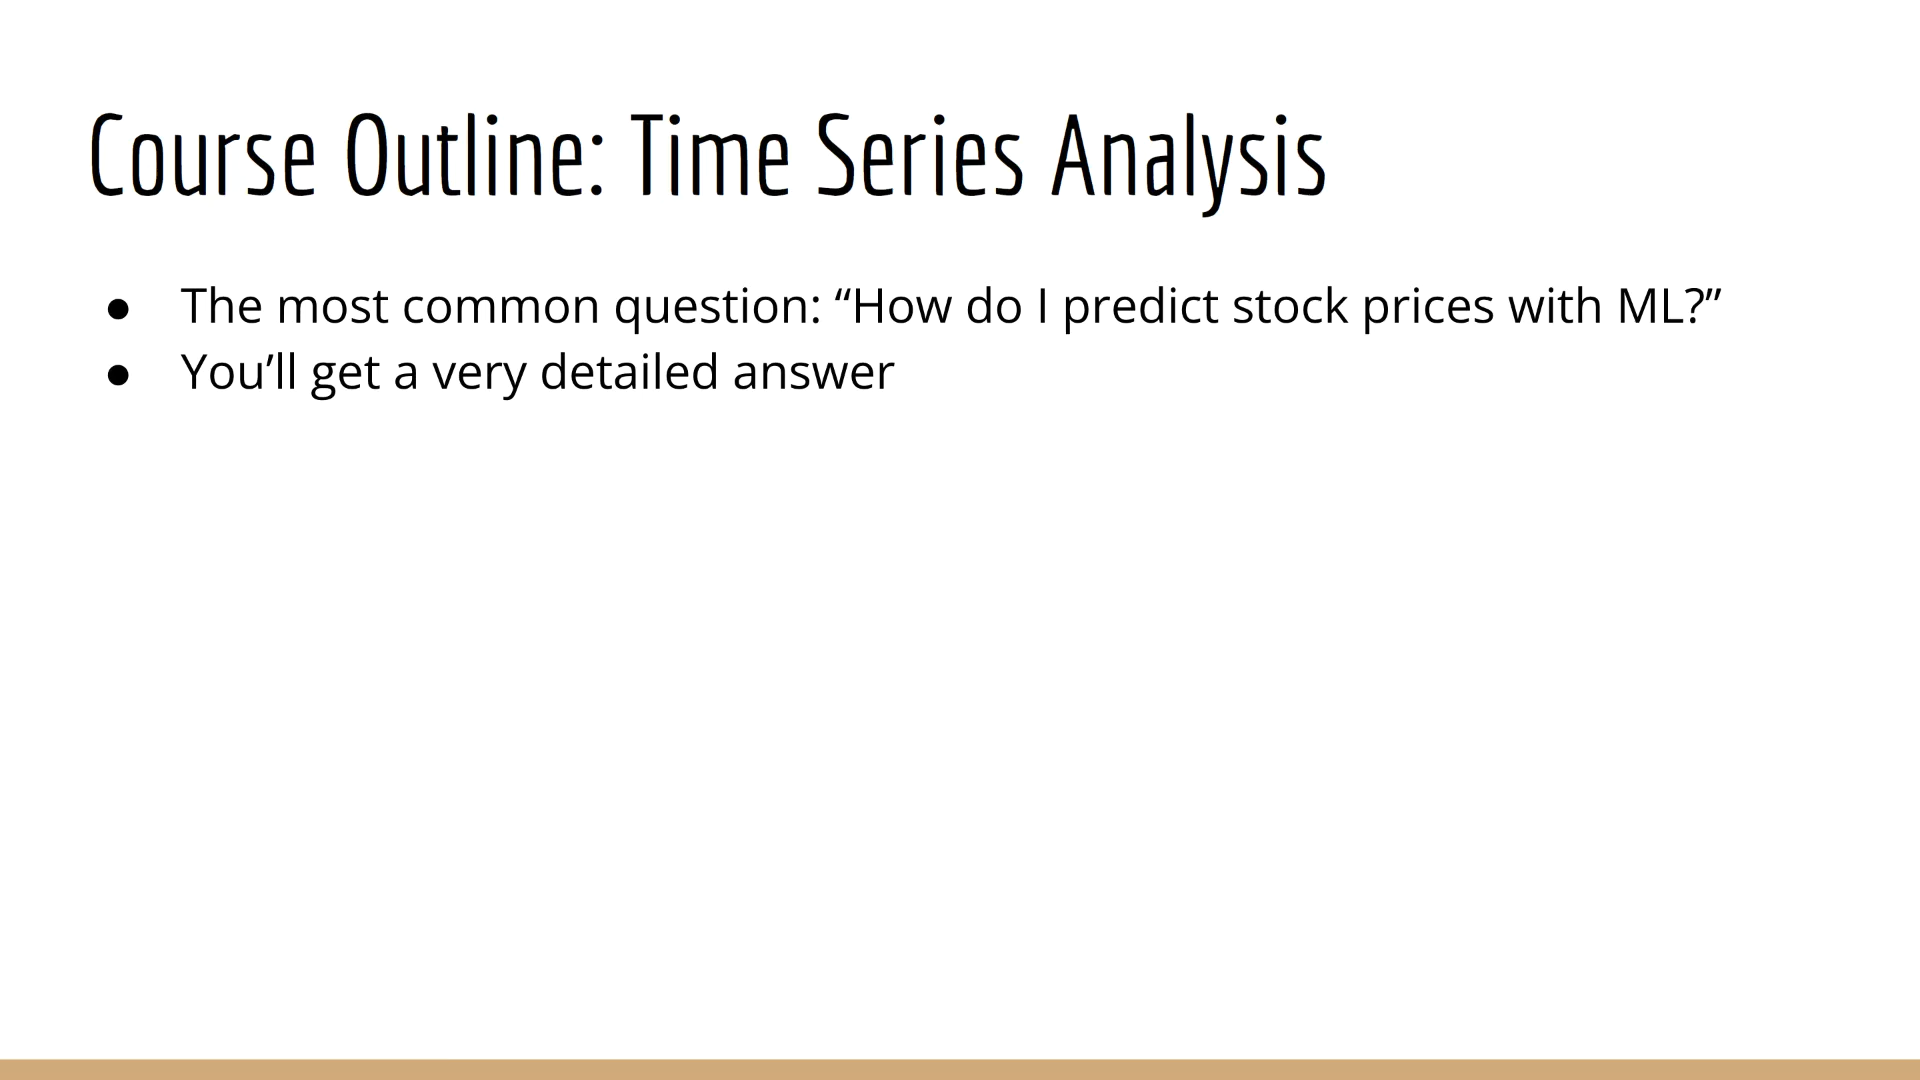 Course Outline: Time Series Analysis
● The most common question: “How do I predict stock prices with ML?”
● You’ll get a very detailed answer